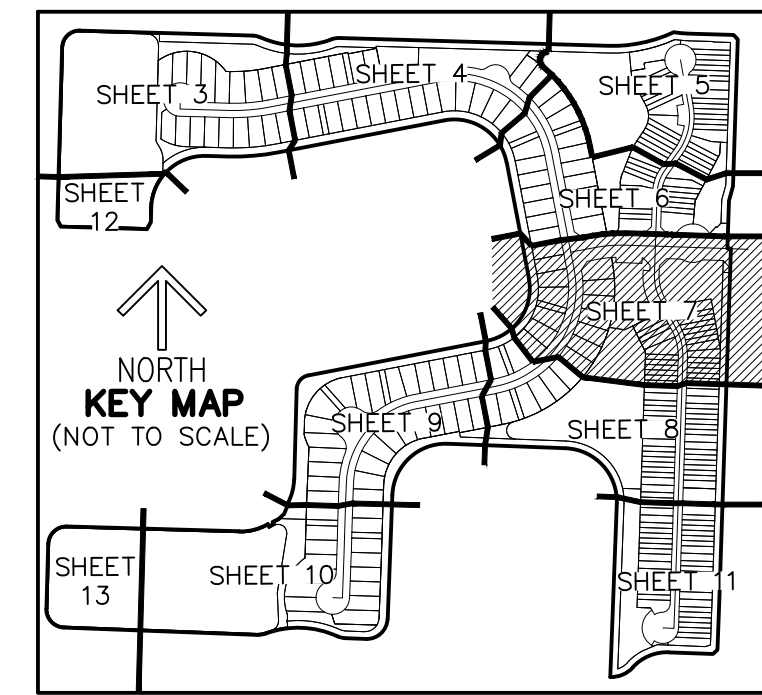 SHEET 4
SHEET 5
SHEET 3
SHEET
12
SHEET 6
SHEET 7
NORTH
KEY MAP
(NOT TO SCALE)
SHEET 9
SHEET 8
SHEET
13
SHEET 10
SHEET 11